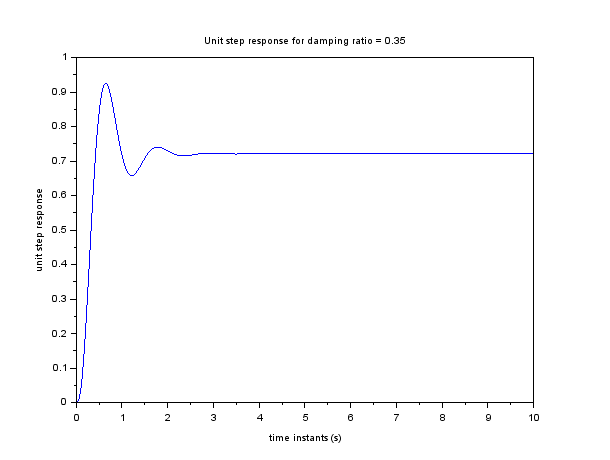 Unit step response for damping ratio = 0.35
1
0.9
0.8
0.7
0.6
0.5
0.4
0.3
0.2
0.1
0
unit step response
0 1 2 3 4 5 6 7 8 9 10
time instants (s)